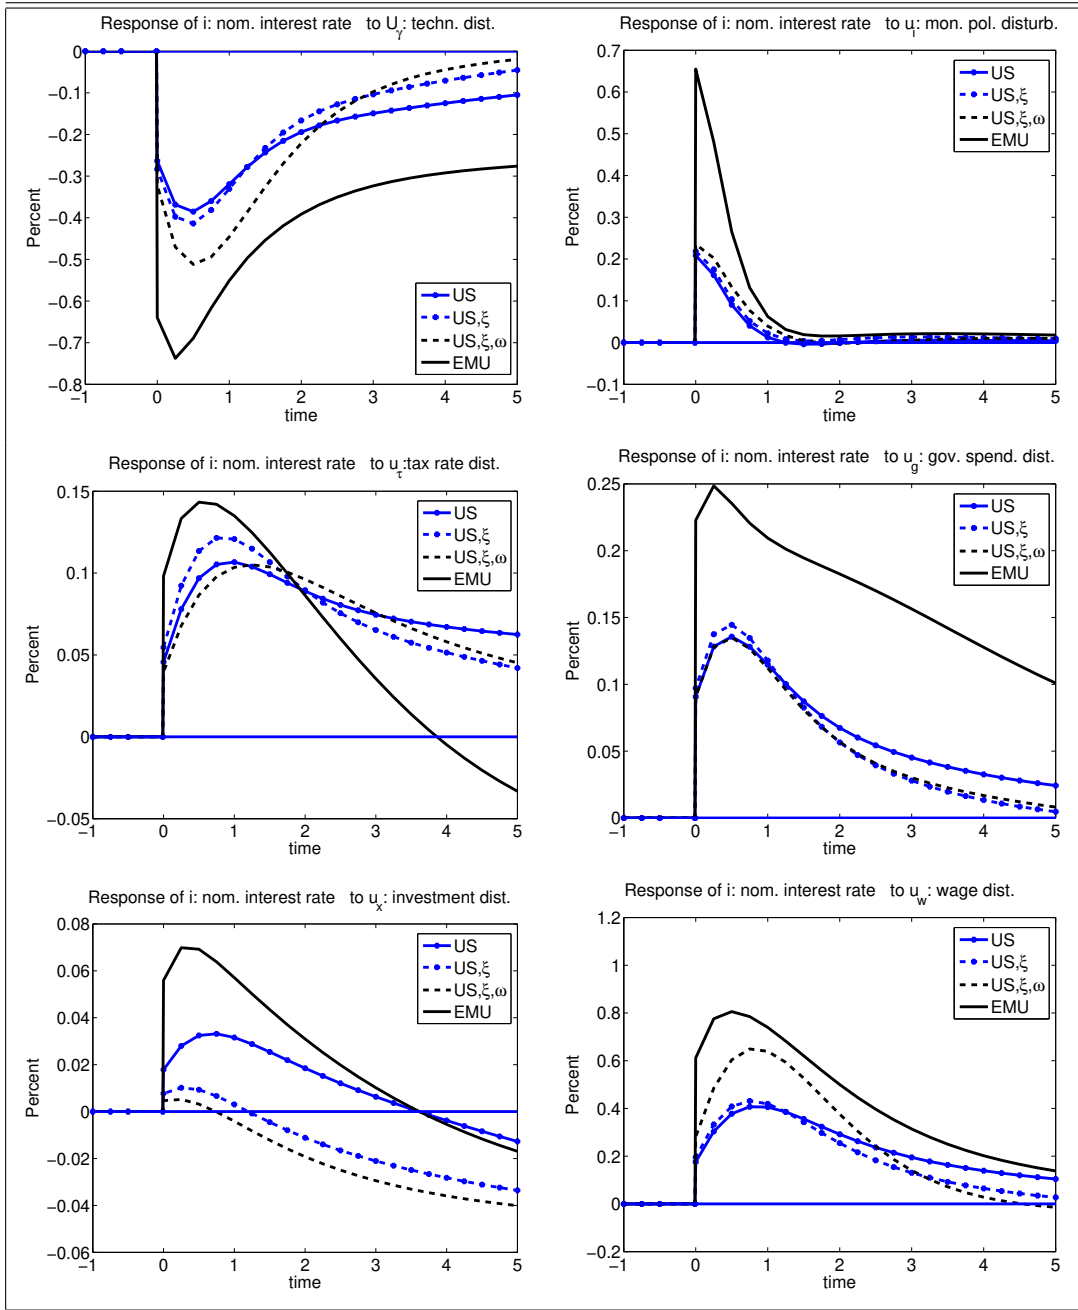 Response of i: nom. interest rate to Uγ: techn. dist.
0
−0.1
−0.2
−0.3
−0.4
−0.5
−0.6
−0.7
−0.8
Percent
−1 0 1 2 3 4 5
time
US
US,ξ
US,ξ,ω
EMU
Response of i: nom. interest rate to ui: mon. pol. disturb.
0.7
0.6
0.5
0.4
0.3
0.2
0.1
0
−0.1
Percent
−1 0 1 2 3 4 5
time
US
US,ξ
US,ξ,ω
EMU
Response of i: nom. interest rate to uτ:tax rate dist.
0.15
0.1
0.05
0
−0.05
Percent
−1 0 1 2 3 4 5
time
US
US,ξ
US,ξ,ω
EMU
Response of i: nom. interest rate to ug: gov. spend. dist.
0.25
0.2
0.15
0.1
0.05
0
Percent
−1 0 1 2 3 4 5
time
US
US,ξ
US,ξ,ω
EMU
Response of i: nom. interest rate to ux: investment dist.
0.08
0.06
0.04
0.02
0
−0.02
−0.04
−0.06
Percent
−1 0 1 2 3 4 5
time
US
US,ξ
US,ξ,ω
EMU
Response of i: nom. interest rate to uw: wage dist.
1.2
1
0.8
0.6
0.4
0.2
0
−0.2
Percent
−1 0 1 2 3 4 5
time
US
US,ξ
US,ξ,ω
EMU